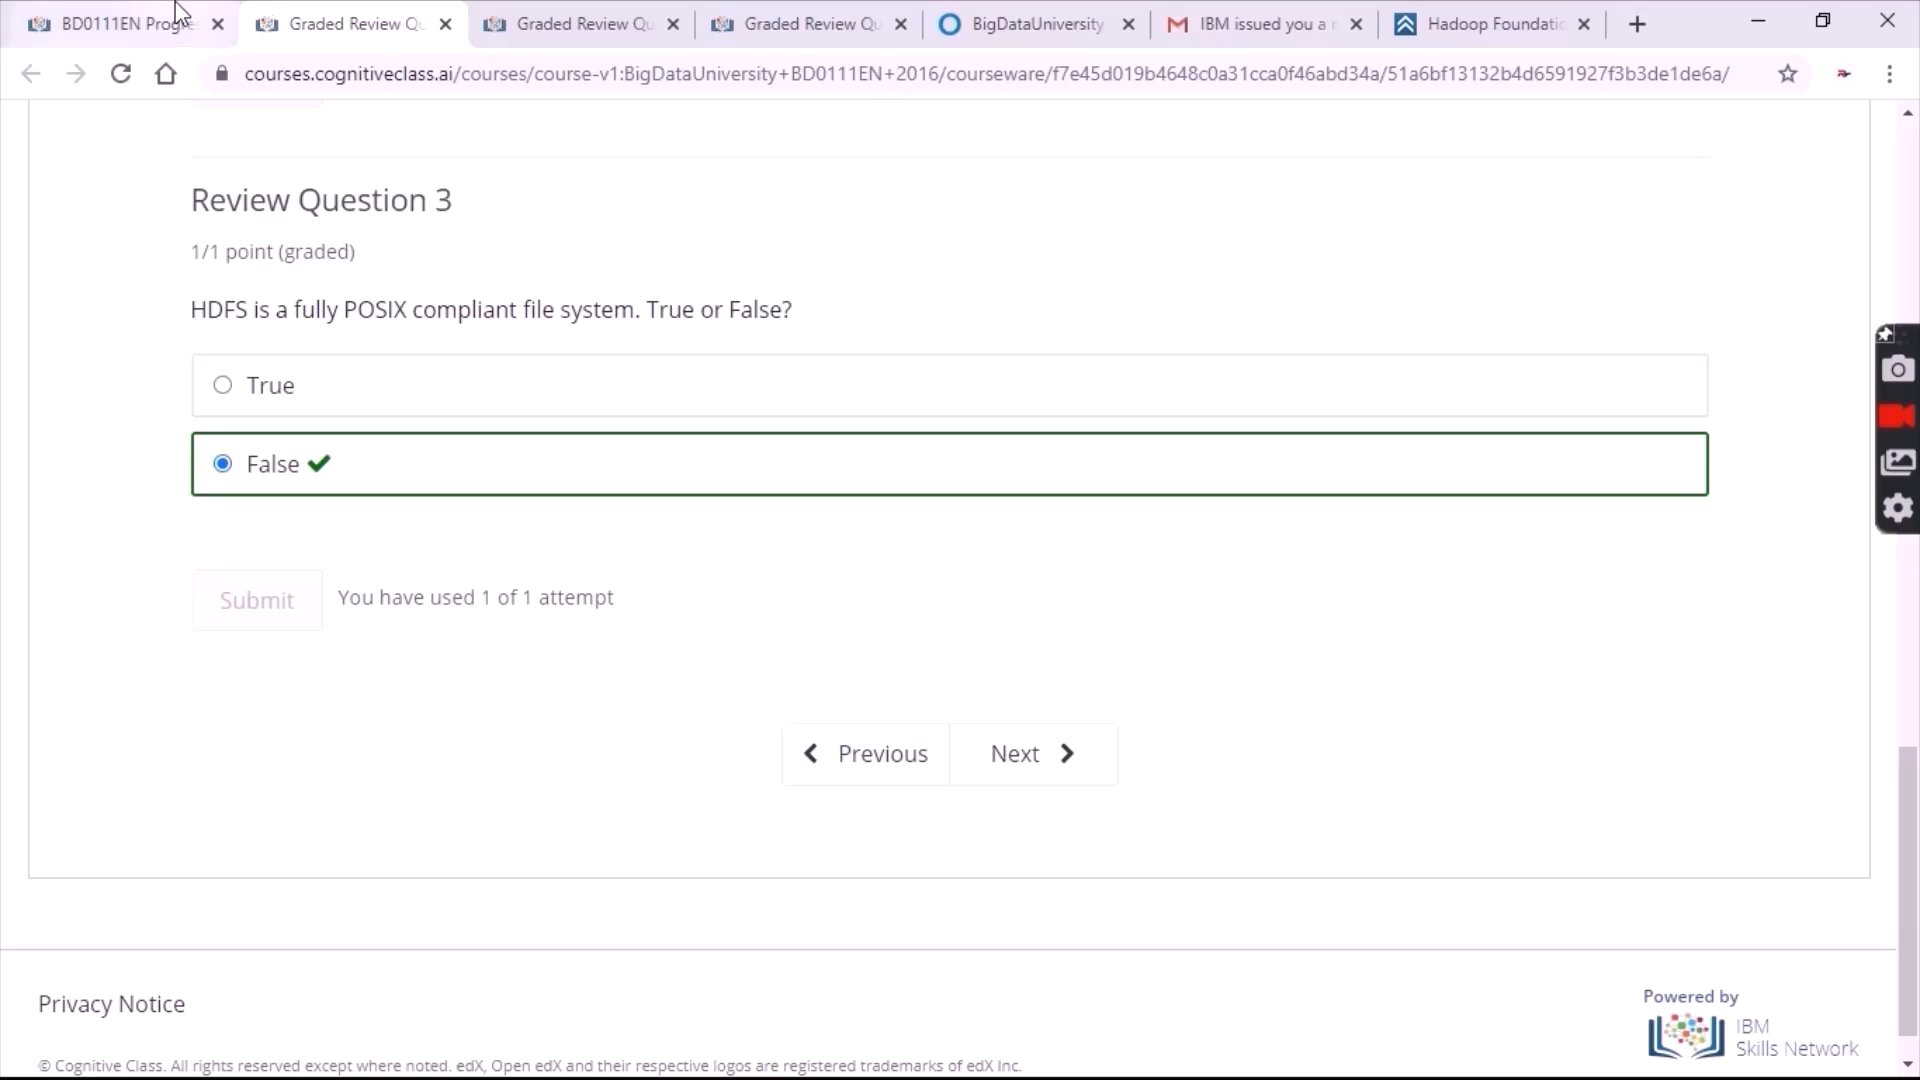 BD0111EN Progre
Graded Review Qu
Graded Review Qu
Graded Review Qu
BigDataUniversity
IBM issued you a n
Hadoop Foundatio
courses.cognitiveclass.ai/courses/course-v1:BigDataUniversity+BD0111EN+2016/courseware/f7e45d019b4648c0a31cca0f46abd34a/51a6bf13132b4d6591927f3b3de1de6a/
Review Question 3
1/1 point (graded)
HDFS is a fully POSIX compliant file system. True or False?
True
False
Submit
You have used 1 of 1 attempt
Previous
Next
Privacy Notice
Powered by
IBM
Skills Network
© Cognitive Class. All rights reserved except where noted. edX, Open edX and their respective logos are registered trademarks of edX Inc.